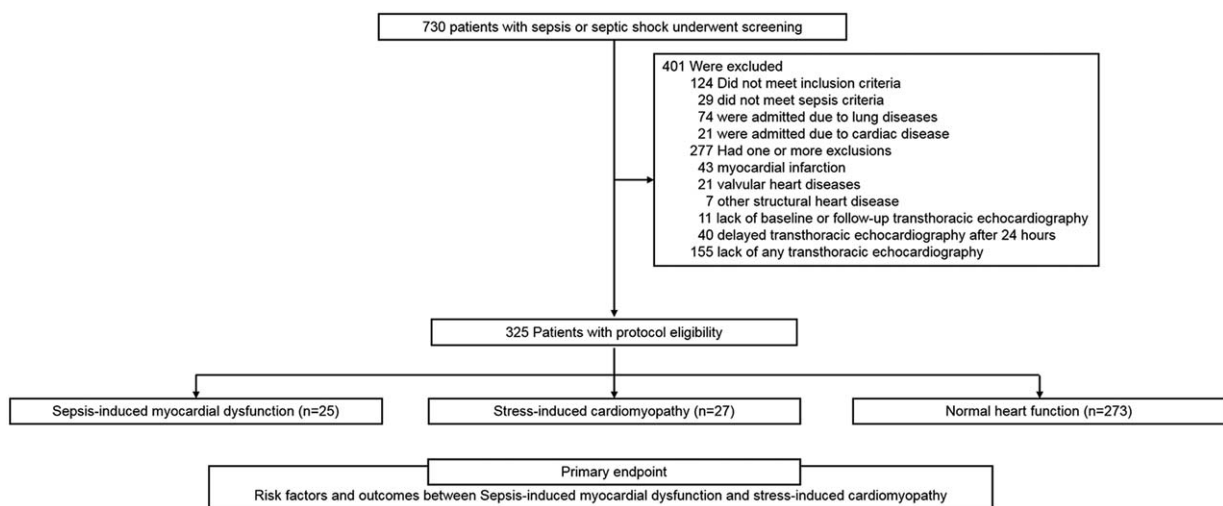 730 patients with sepsis or septic shock underwent screening
401 Were excluded
124 Did not meet inclusion criteria
29 did not meet sepsis criteria
74 were admitted due to lung diseases
21 were admitted due to cardiac disease
277 Had one or more exclusions
43 myocardial infarction
21 valvular heart diseases
7 other structural heart disease
11 lack of baseline or follow-up transthoracic echocardiography
40 delayed transthoracic echocardiography after 24 hours
155 lack of any transthoracic echocardiography
325 Patients with protocol eligibility
Sepsis-induced myocardial dysfunction (n=25)
Stress-induced cardiomyopathy (n=27)
Normal heart function (n=273)
Primary endpoint
Risk factors and outcomes between Sepsis-induced myocardial dysfunction and stress-induced cardiomyopathy